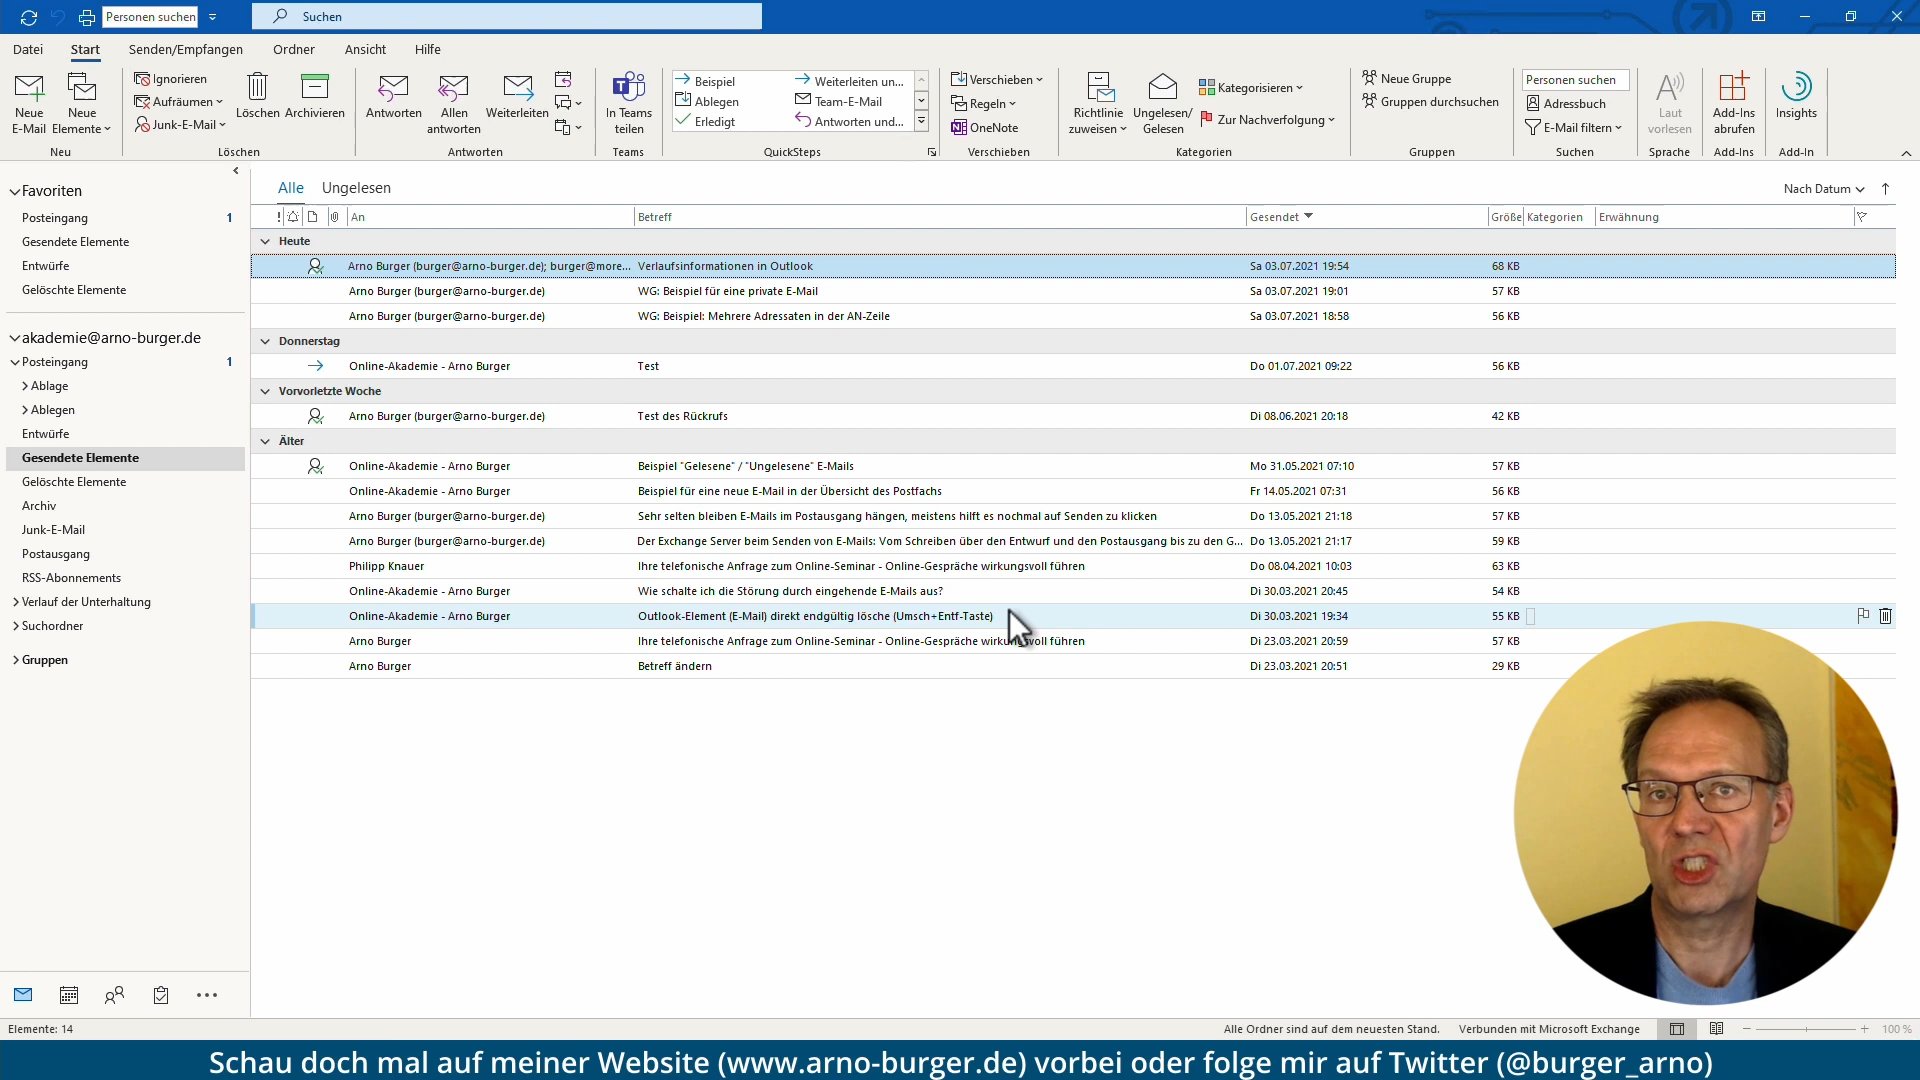 Personen suchen
Suchen
Datei Start Senden/Empfangen Ordner Ansicht Hilfe
Neue E-Mail
Neue Elemente
Neu
Ignorieren
Aufräumen
Junk-E-Mail
Löschen
Archivieren
Löschen
Antworten
Allen antworten
Weiterleiten
Antworten
In Teams teilen
Teams
Beispiel
Ablegen
Erledigt
Weiterleiten un...
Team-E-Mail
Antworten und...
QuickSteps
Verschieben
Regeln
OneNote
Verschieben
Richtlinie zuweisen
Ungelesen/ Gelesen
Kategorisieren
Zur Nachverfolgung
Kategorien
Neue Gruppe
Gruppen durchsuchen
Gruppen
Personen suchen
Adressbuch
E-Mail filtern
Suchen
A))
Laut vorlesen
Sprache
Add-Ins abrufen
Add-Ins
Insights
Add-In
Favoriten
Posteingang 1
Gesendete Elemente
Entwürfe
Gelöschte Elemente
akademie@arno-burger.de
Posteingang 1
Ablage
Ablegen
Entwürfe
Gesendete Elemente
Gelöschte Elemente
Archiv
Junk-E-Mail
Postausgang
RSS-Abonnements
Verlauf der Unterhaltung
Suchordner
Gruppen
Alle Ungelesen
Nach Datum
! An Betreff Gesendet Größe Kategorien Erwähnung
Heute
Arno Burger (burger@arno-burger.de); burger@more... Verlaufsinformationen in Outlook Sa 03.07.2021 19:54 68 KB
Arno Burger (burger@arno-burger.de) WG: Beispiel für eine private E-Mail Sa 03.07.2021 19:01 57 KB
Arno Burger (burger@arno-burger.de) WG: Beispiel: Mehrere Adressaten in der AN-Zeile Sa 03.07.2021 18:58 56 KB
Donnerstag
Online-Akademie - Arno Burger Test Do 01.07.2021 09:22 56 KB
Vorvorletzte Woche
Arno Burger (burger@arno-burger.de) Test des Rückrufs Di 08.06.2021 20:18 42 KB
Älter
Online-Akademie - Arno Burger Beispiel "Gelesene" / "Ungelesene" E-Mails Mo 31.05.2021 07:10 57 KB
Online-Akademie - Arno Burger Beispiel für eine neue E-Mail in der Übersicht des Postfachs Fr 14.05.2021 07:31 56 KB
Arno Burger (burger@arno-burger.de) Sehr selten bleiben E-Mails im Postausgang hängen, meistens hilft es nochmal auf Senden zu klicken Do 13.05.2021 21:18 57 KB
Arno Burger (burger@arno-burger.de) Der Exchange Server beim Senden von E-Mails: Vom Schreiben über den Entwurf und den Postausgang bis zu den G... Do 13.05.2021 21:17 59 KB
Philipp Knauer Ihre telefonische Anfrage zum Online-Seminar - Online-Gespräche wirkungsvoll führen Do 08.04.2021 10:03 63 KB
Online-Akademie - Arno Burger Wie schalte ich die Störung durch eingehende E-Mails aus? Di 30.03.2021 20:45 54 KB
Online-Akademie - Arno Burger Outlook-Element (E-Mail) direkt endgültig lösche (Umsch+Entf-Taste) Di 30.03.2021 19:34 55 KB
Arno Burger Ihre telefonische Anfrage zum Online-Seminar - Online-Gespräche wirkungsvoll führen Di 23.03.2021 20:59 57 KB
Arno Burger Betreff ändern Di 23.03.2021 20:51 29 KB
Elemente: 14
Alle Ordner sind auf dem neuesten Stand. Verbunden mit Microsoft Exchange 100 %
Schau doch mal auf meiner Website (www.arno-burger.de) vorbei oder folge mir auf Twitter (@burger_arno)